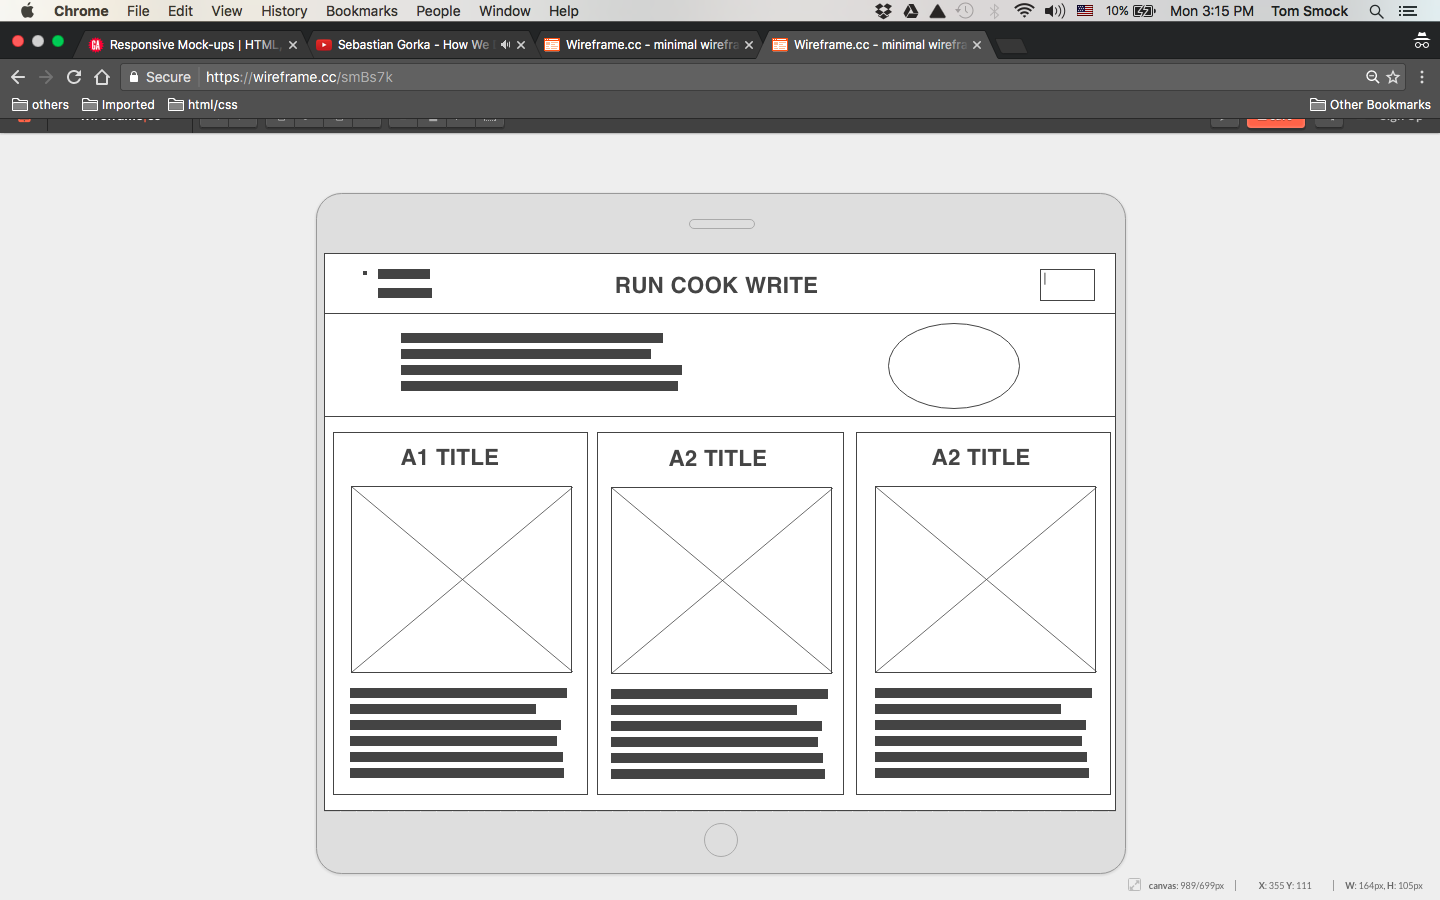 Chrome File Edit View History Bookmarks People Window Help 10% Mon 3:15 PM Tom Smock
Responsive Mock-ups | HTML, Sebastian Gorka - How We Wireframe.cc - minimal wirefra Wireframe.cc - minimal wirefra
Secure https://wireframe.cc/smBs7k
others Imported html/css Other Bookmarks
RUN COOK WRITE
A1 TITLE A2 TITLE A2 TITLE
canvas: 989/699px X: 355 Y: 111 W: 164px, H: 105px